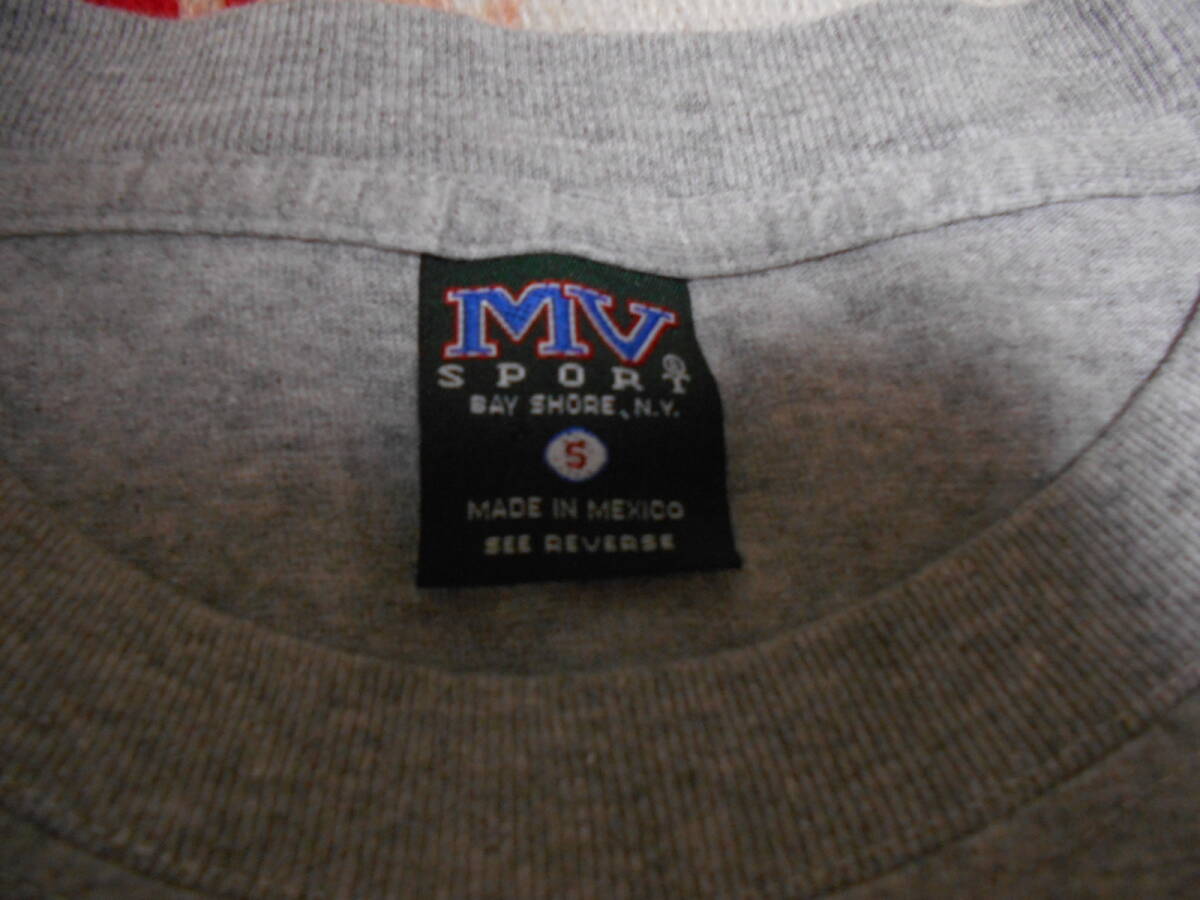 MV
SPORT
BAY SHORE, N.Y.
S
MADE IN MEXICO
SEE REVERSE